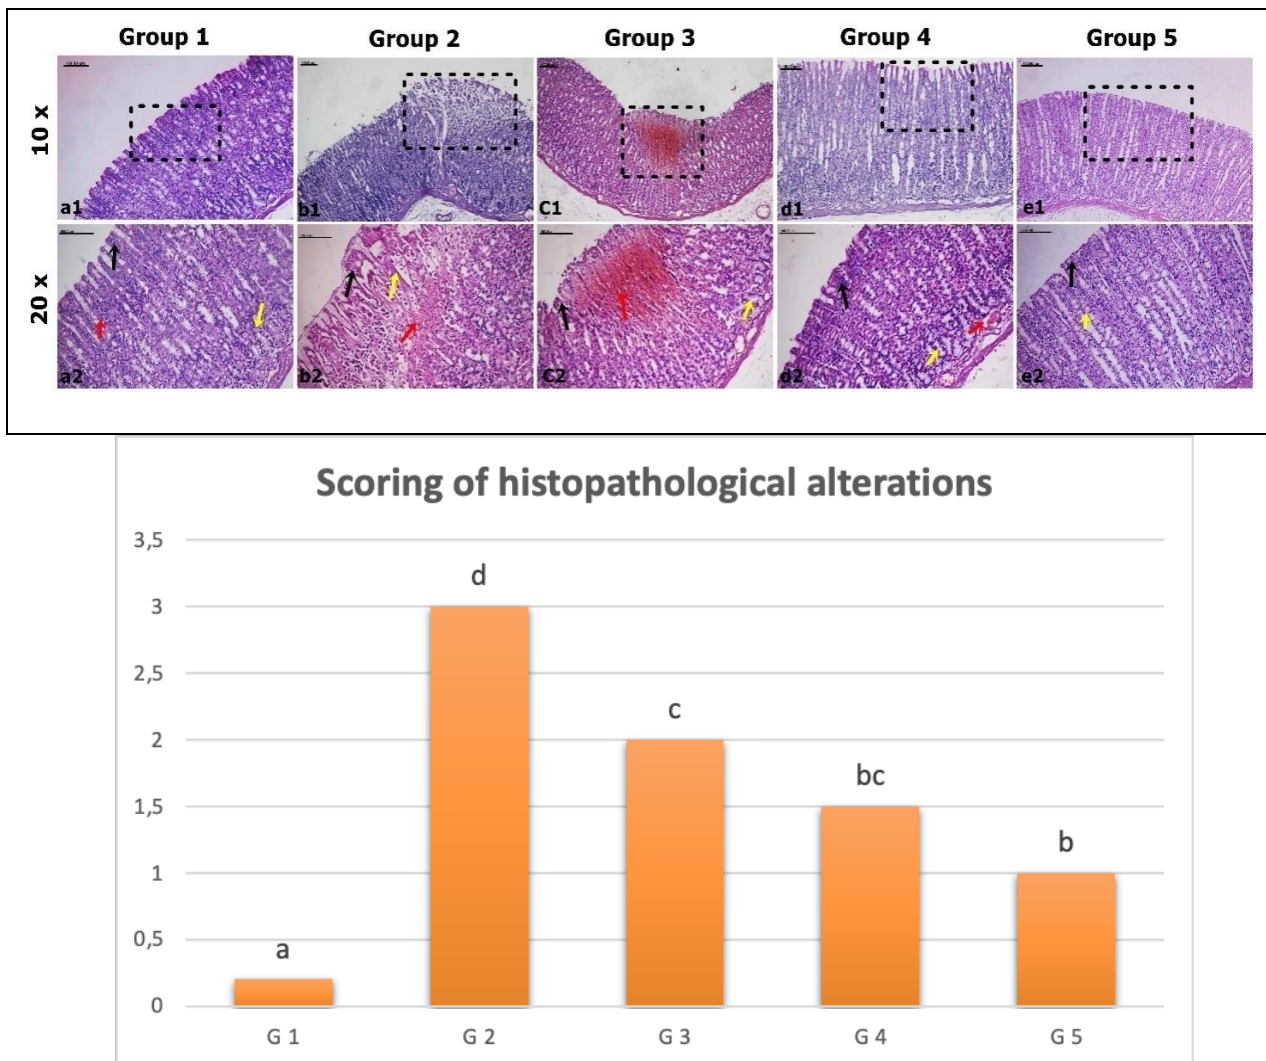 Group 1 Group 2 Group 3 Group 4 Group 5
10 x
a1 b1 C1 d1 e1
20 x
a2 b2 C2 d2 e2
Scoring of histopathological alterations
3,5
3
2,5
2
1,5
1
0,5
0
a d c bc b
G 1 G 2 G 3 G 4 G 5